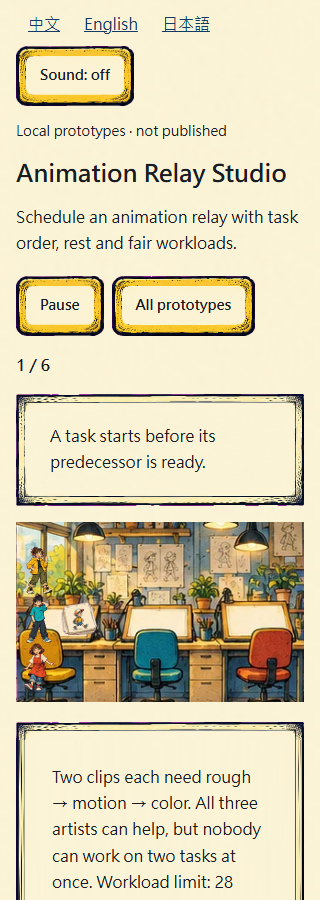 中文 English 日本語
Sound: off
Local prototypes · not published
Animation Relay Studio
Schedule an animation relay with task
order, rest and fair workloads.
Pause All prototypes
1 / 6
A task starts before its
predecessor is ready.
Two clips each need rough
→ motion → color. All three
artists can help, but nobody
can work on two tasks at
once. Workload limit: 28